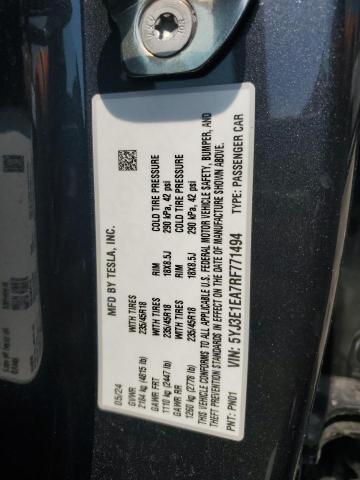 MFD BY TESLA, INC.
05/24
GVWR WITH TIRES RIM COLD TIRE PRESSURE
2184 kg (4815 lb) 235/45R18 18X8.5J 290 kPa, 42 psi
GAWR FRT WITH TIRES RIM COLD TIRE PRESSURE
1110 kg (2447 lb) 235/45R18 18X8.5J 290 kPa, 42 psi
GAWR RR
1260 kg (2778 lb)
THIS VEHICLE CONFORMS TO ALL APPLICABLE U.S. FEDERAL MOTOR VEHICLE SAFETY, BUMPER, AND
THEFT PREVENTION STANDARDS IN EFFECT ON THE DATE OF MANUFACTURE SHOWN ABOVE.
VIN: 5YJ3E1EA7RF771494 TYPE: PASSENGER CAR
PNT: PN01